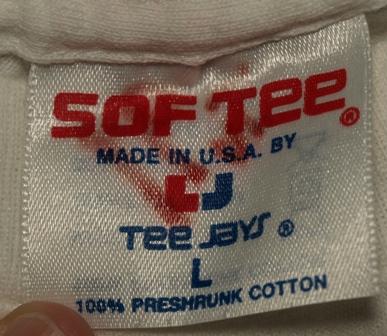 SOF TEE ®
MADE IN U.S.A. BY
TEE JAYS ®
L
100% PRESHRUNK COTTON